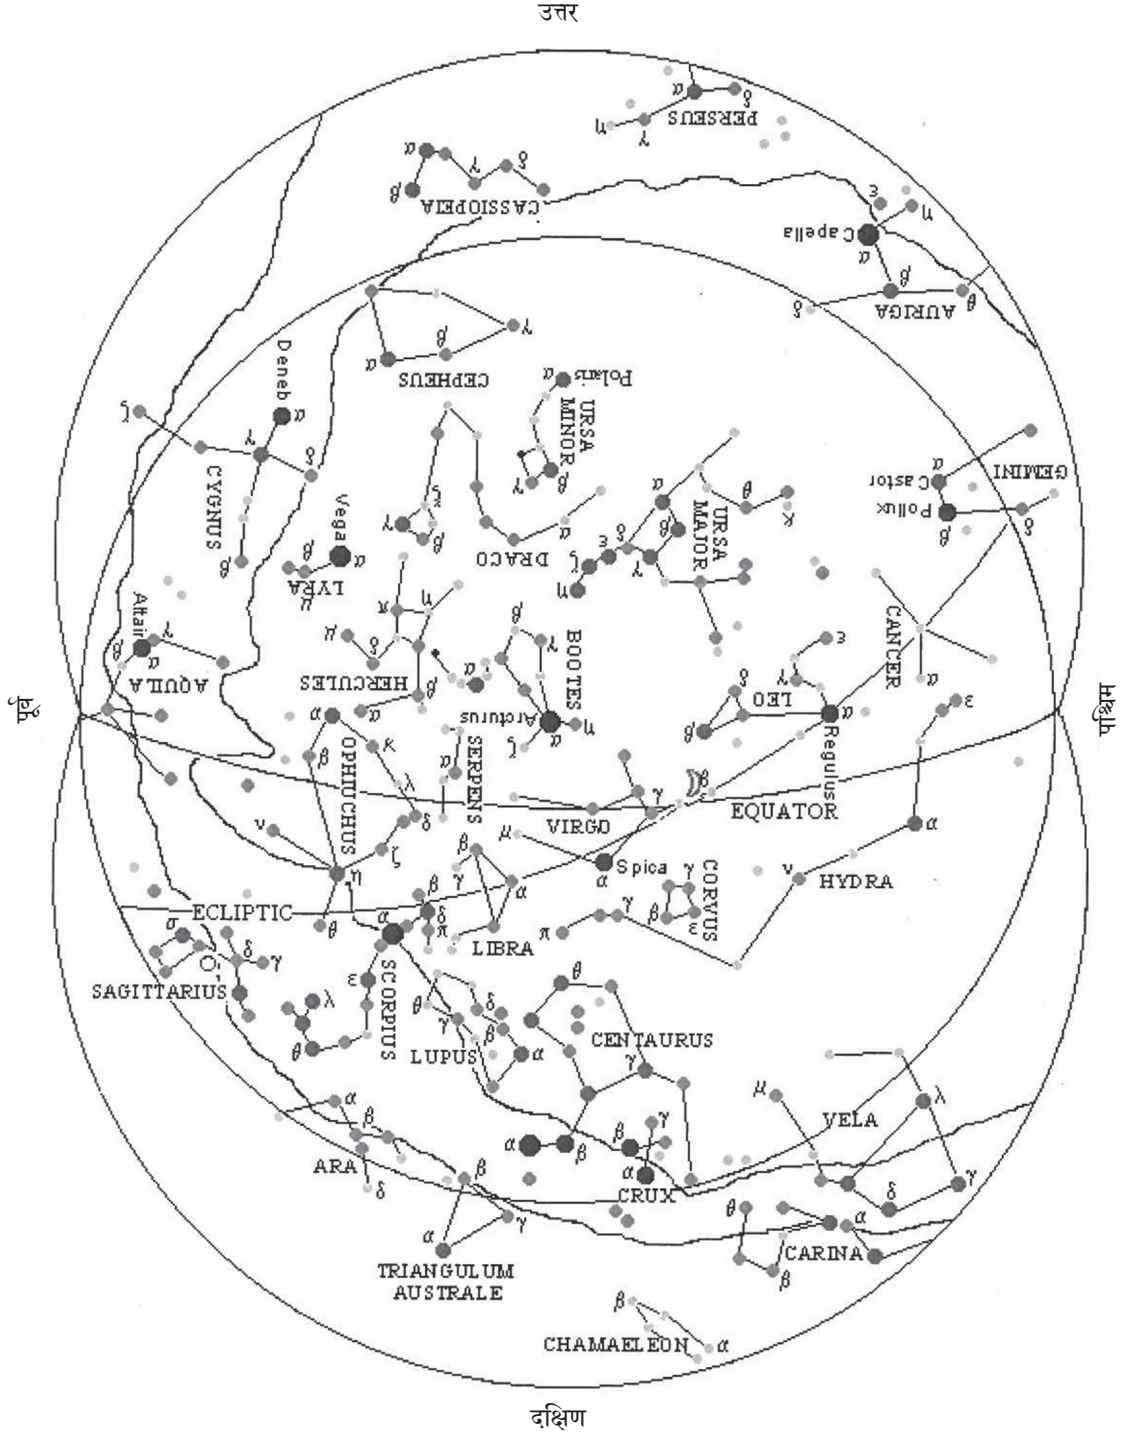 उत्तर
α
δ
PERSEUS
η
γ
α
γ
δ
β
CASSIOPEIA
ε
η
Capella
α
β
δ
AURIGA
θ
γ
β
α
CEPHEUS
Deneb
α
Polaris
α
URSA
MINOR
ζ
γ
δ
CYGNUS
β
γ
β
GEMINI
α
Castor
Pollux
β
δ
Vega
α
β
LYRA
μ
ζ
γ
β
DRACO
α
α
β
URSA
MAJOR
θ
κ
δ
ε
ζ
γ
η
Altair
γ
β
α
AQUILA
π
η
μ
δ
HERCULES
β
α
β
γ
BOOTES
Arcturus
α
η
ζ
ε
γ
LEO
δ
β
α
Regulus
CANCER
α
ε
पूर्व
पश्चिम
α
β
OPHIUCHUS
κ
λ
δ
ν
ζ
η
θ
α
SERPENS
VIRGO
γ
β
EQUATOR
μ
Spica
α
β
γ
α
LIBRA
γ
CORVUS
β
ε
γ
π
α
ν
HYDRA
ECLIPTIC
β
α
δ
π
σ
δ
γ
SAGITTARIUS
ε
SCORPIUS
λ
θ
θ
δ
γ
β
LUPUS
α
θ
CENTAURUS
γ
α
β
γ
β
α
CRUX
μ
VELA
λ
δ
γ
α
β
ARA
δ
β
α
γ
TRIANGULUM
AUSTRALE
θ
α
CARINA
β
β
CHAMAELEON
α
दक्षिण